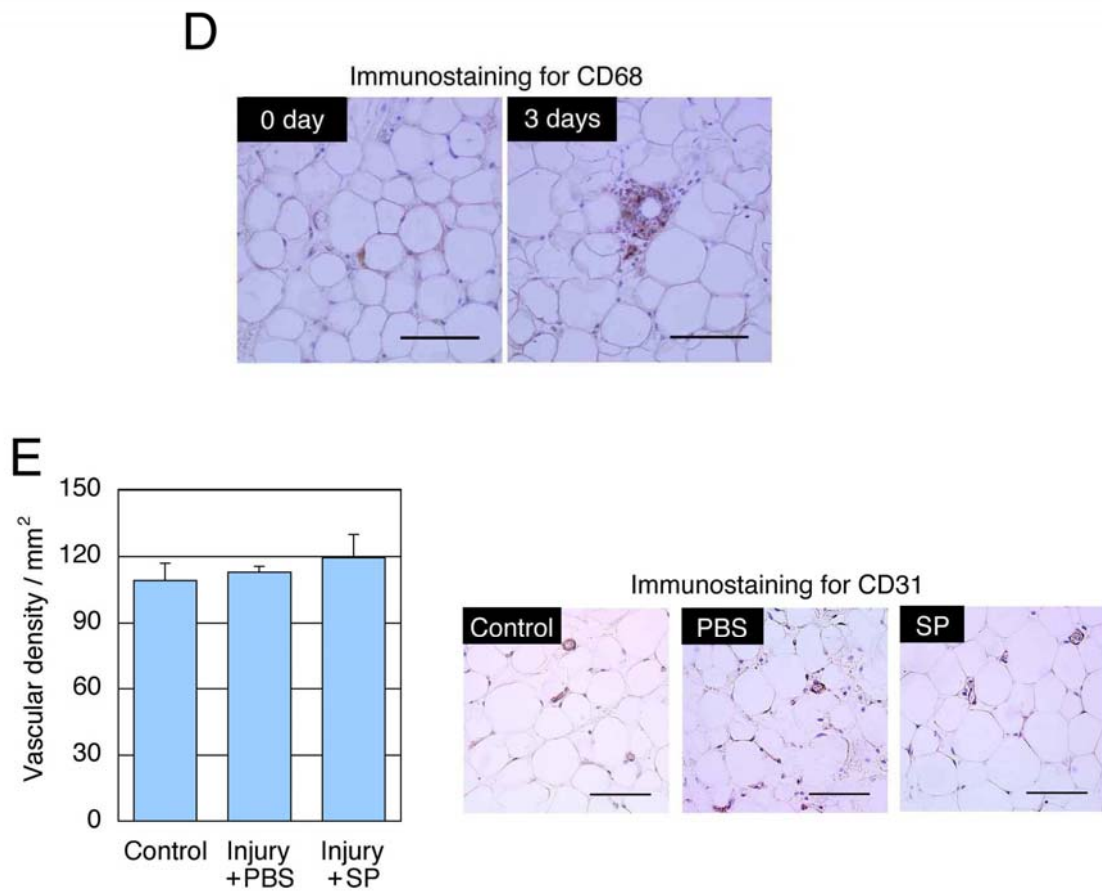 D
Immunostaining for CD68
0 day
3 days
E
Vascular density / mm²
150
120
90
60
30
0
Control
Injury
+PBS
Injury
+SP
Immunostaining for CD31
Control
PBS
SP